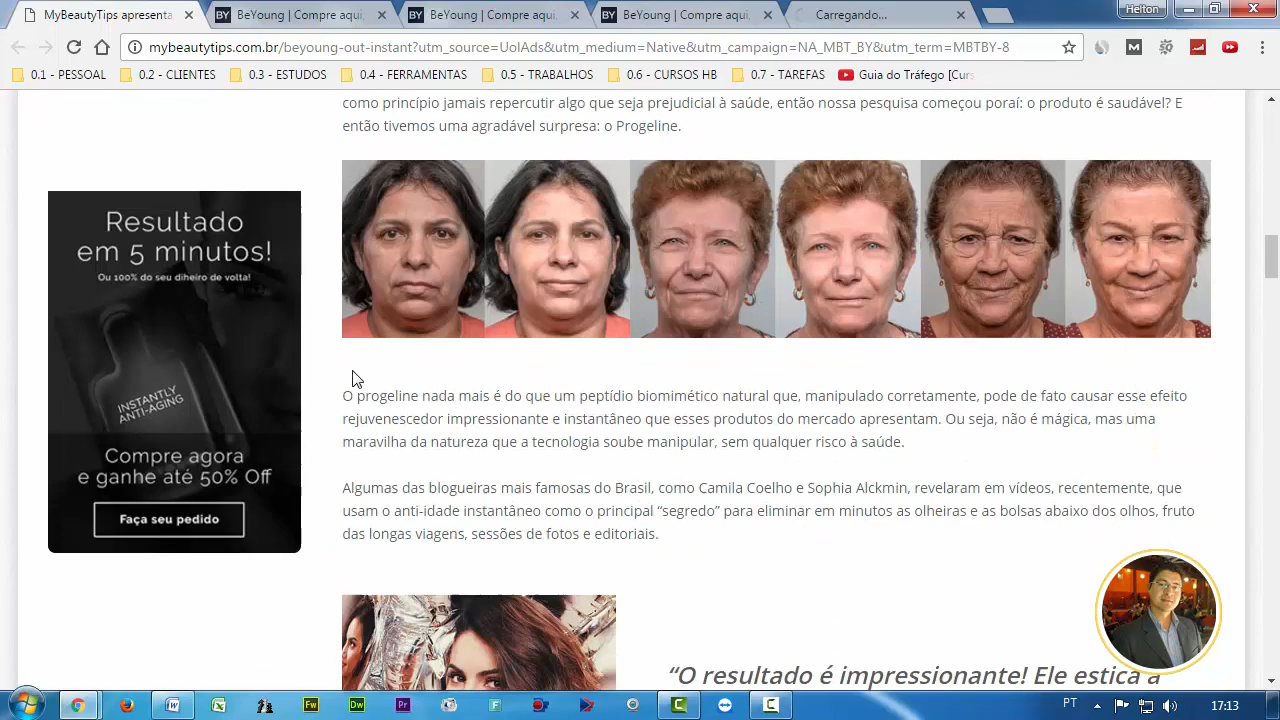 MyBeautyTips apresenta
BY BeYoung | Compre aqui,
BY BeYoung | Compre aqui,
BY BeYoung | Compre aqui,
Carregando...
Helton
mybeautytips.com.br/beyoung-out-instant?utm_source=UolAds&utm_medium=Native&utm_campaign=NA_MBT_BY&utm_term=MBTBY-8
0.1 - PESSOAL
0.2 - CLIENTES
0.3 - ESTUDOS
0.4 - FERRAMENTAS
0.5 - TRABALHOS
0.6 - CURSOS HB
0.7 - TAREFAS
Guia do Tráfego [Curs
como princípio jamais repercutir algo que seja prejudicial à saúde, então nossa pesquisa começou poraí: o produto é saudável? E
então tivemos uma agradável surpresa: o Progeline.
Resultado
em 5 minutos!
Ou 100% do seu diheiro de volta!
INSTANTLY
ANTI-AGING
Compre agora
e ganhe até 50% Off
Faça seu pedido
O progeline nada mais é do que um peptídio biomimético natural que, manipulado corretamente, pode de fato causar esse efeito
rejuvenescedor impressionante e instantâneo que esses produtos do mercado apresentam. Ou seja, não é mágica, mas uma
maravilha da natureza que a tecnologia soube manipular, sem qualquer risco à saúde.
Algumas das blogueiras mais famosas do Brasil, como Camila Coelho e Sophia Alckmin, revelaram em vídeos, recentemente, que
usam o anti-idade instantâneo como o principal “segredo” para eliminar em minutos as olheiras e as bolsas abaixo dos olhos, fruto
das longas viagens, sessões de fotos e editoriais.
“O resultado é impressionante! Ele estica a
PT
17:13